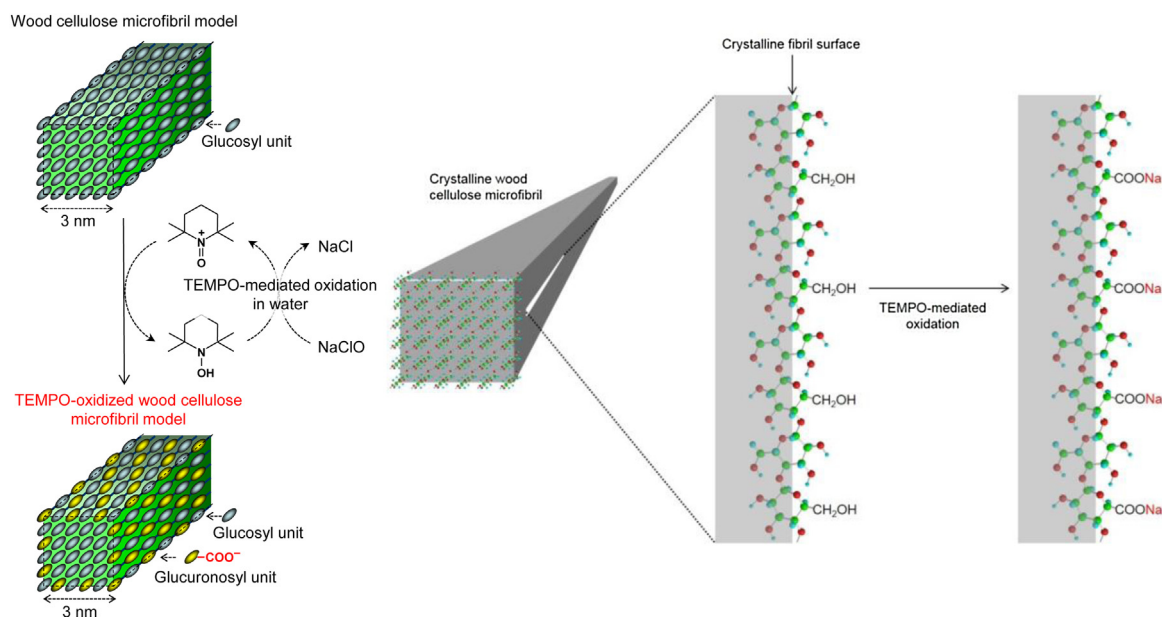 Wood cellulose microfibril model
Glucosyl unit
3 nm
N
+
O
NaCl
TEMPO-mediated oxidation
in water
N
OH
NaClO
TEMPO-oxidized wood cellulose
microfibril model
Glucosyl unit
–COO⁻
Glucuronosyl unit
3 nm
Crystalline wood
cellulose microfibril
Crystalline fibril surface
CH₂OH
CH₂OH
CH₂OH
CH₂OH
TEMPO-mediated
oxidation
COONa
COONa
COONa
COONa